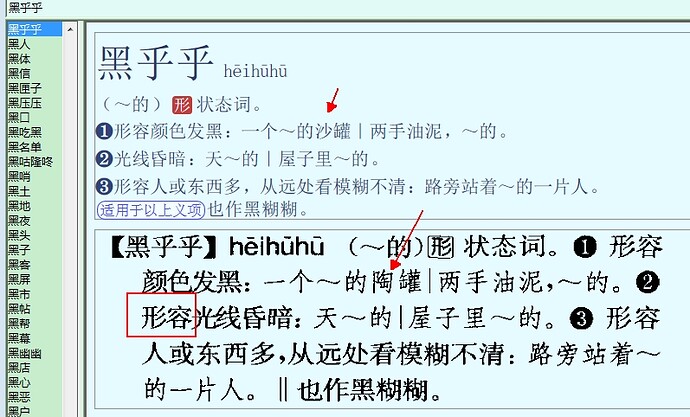 黑乎乎
黑乎乎
黑人
黑体
黑信
黑匣子
黑压压
黑口
黑吃黑
黑名单
黑咕隆咚
黑哨
黑土
黑地
黑夜
黑头
黑子
黑客
黑屏
黑市
黑帖
黑帮
黑幕
黑幽幽
黑店
黑心
黑恶
黑户
黑乎乎 hēihūhū
（～的）形 状态词。
❶形容颜色发黑：一个～的沙罐｜两手油泥，～的。
❷光线昏暗：天～的｜屋子里～的。
❸形容人或东西多，从远处看模糊不清：路旁站着～的一片人。
适用于以上义项 也作黑糊糊。
【黑乎乎】hēihūhū （～的）形 状态词。❶ 形容
颜色发黑：一个～的陶罐|两手油泥，～的。❷
形容光线昏暗：天～的|屋子里～的。❸ 形容
人或东西多，从远处看模糊不清：路旁站着～
的一片人。‖也作黑糊糊。